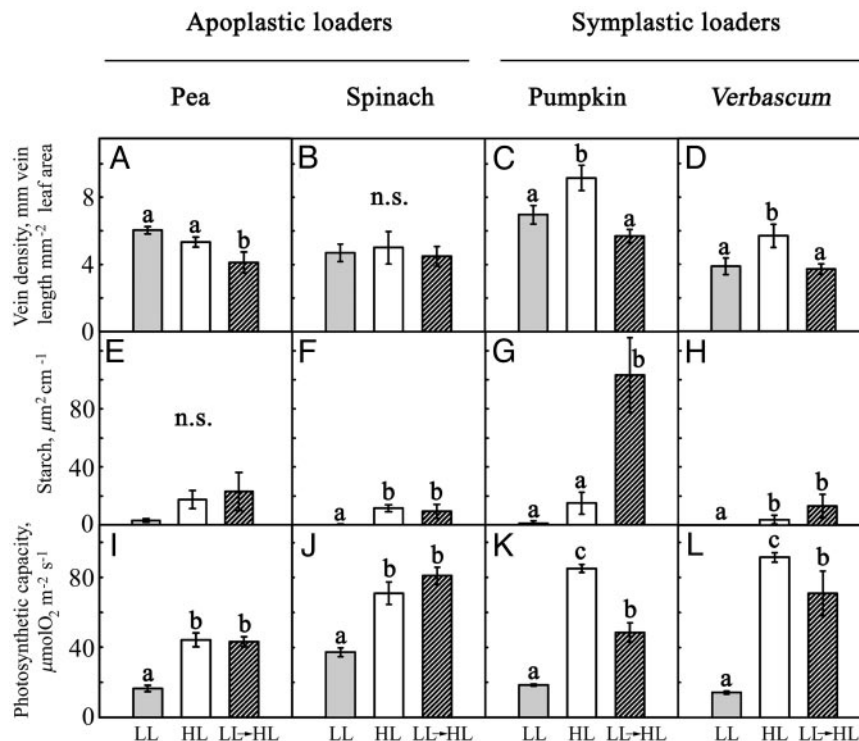 Apoplastic loaders Symplastic loaders
Pea Spinach Pumpkin Verbascum
Vein density, mm vein
length mm⁻² leaf area
A B C D
8
4
0
a a b
n.s.
a b a
a b a
Starch, μm² cm⁻¹
E F G H
80
40
0
n.s.
a b b
a a b
a b b
Photosynthetic capacity,
μmolO₂ m⁻² s⁻¹
I J K L
80
40
0
a b b
a b b
a c b
a c b
LL HL LL→HL LL HL LL→HL LL HL LL→HL LL HL LL→HL